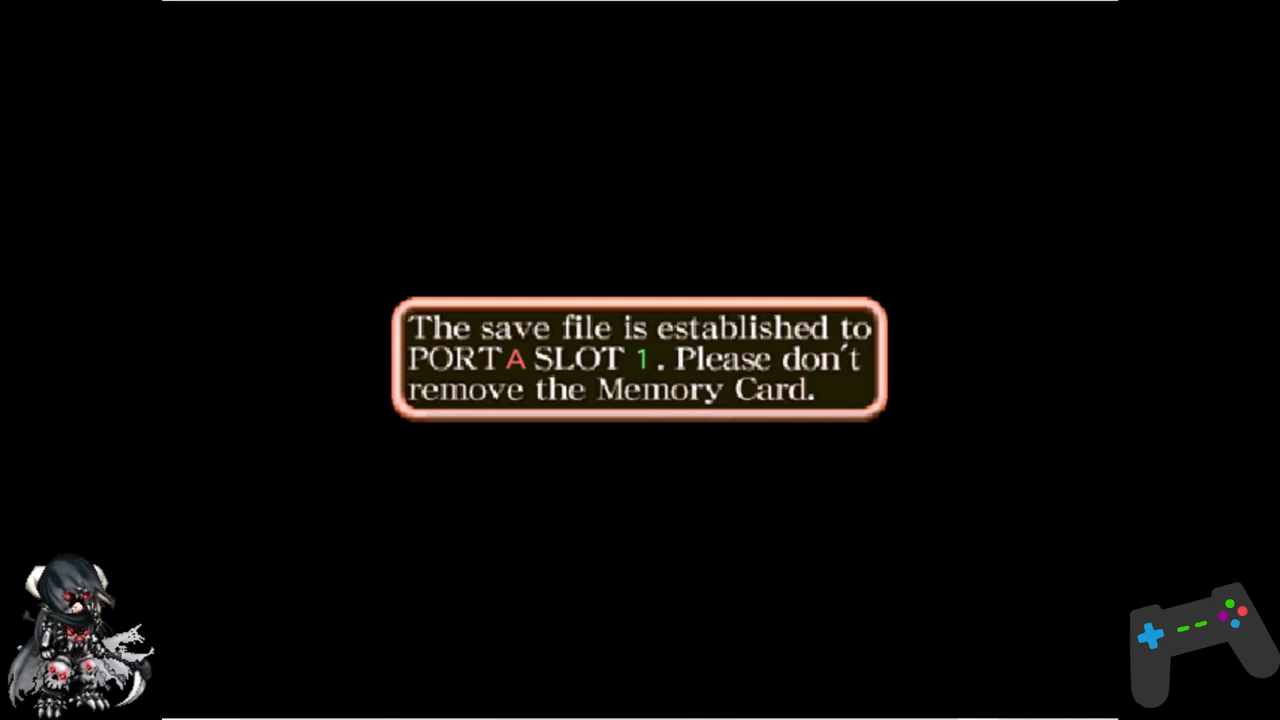 The save file is established to
PORT A SLOT 1. Please don't
remove the Memory Card.